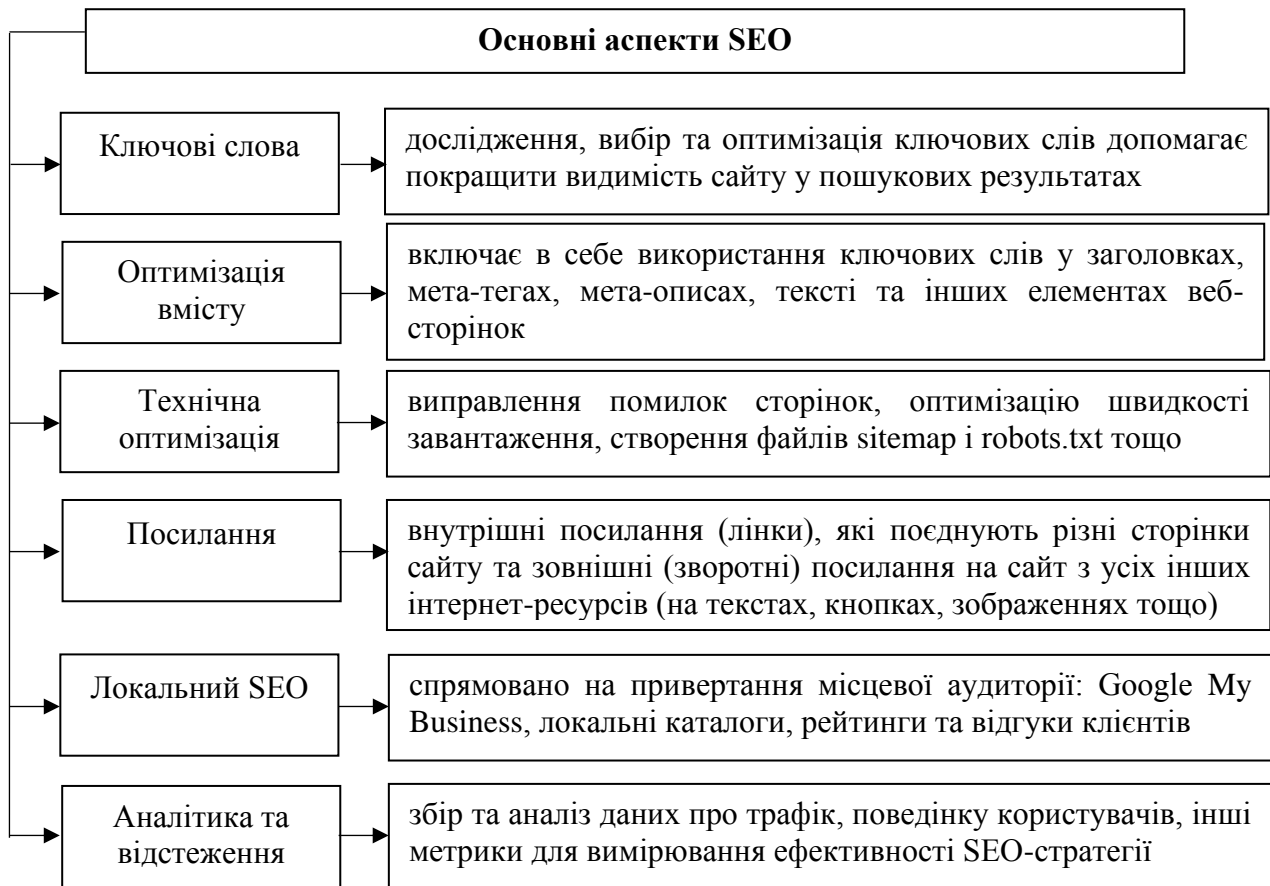 Основні аспекти SEO
Ключові слова
дослідження, вибір та оптимізація ключових слів допомагає
покращити видимість сайту у пошукових результатах
Оптимізація
вмісту
включає в себе використання ключових слів у заголовках,
мета-тегах, мета-описах, тексті та інших елементах веб-
сторінок
Технічна
оптимізація
виправлення помилок сторінок, оптимізацію швидкості
завантаження, створення файлів sitemap і robots.txt тощо
Посилання
внутрішні посилання (лінки), які поєднують різні сторінки
сайту та зовнішні (зворотні) посилання на сайт з усіх інших
інтернет-ресурсів (на текстах, кнопках, зображеннях тощо)
Локальний SEO
спрямовано на привертання місцевої аудиторії: Google My
Business, локальні каталоги, рейтинги та відгуки клієнтів
Аналітика та
відстеження
збір та аналіз даних про трафік, поведінку користувачів, інші
метрики для вимірювання ефективності SEO-стратегії